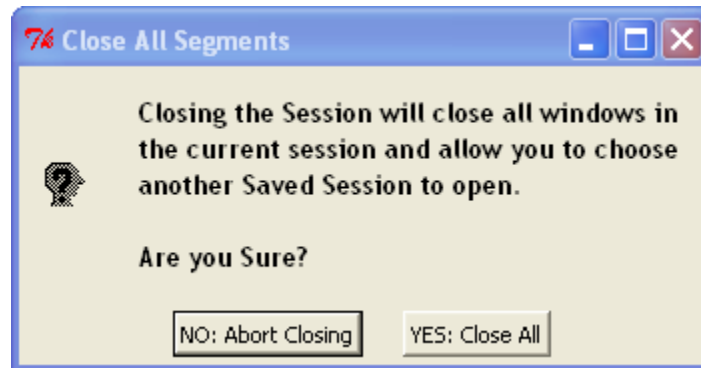 7% Close All Segments
Closing the Session will close all windows in
the current session and allow you to choose
another Saved Session to open.
Are you Sure?
NO: Abort Closing
YES: Close All